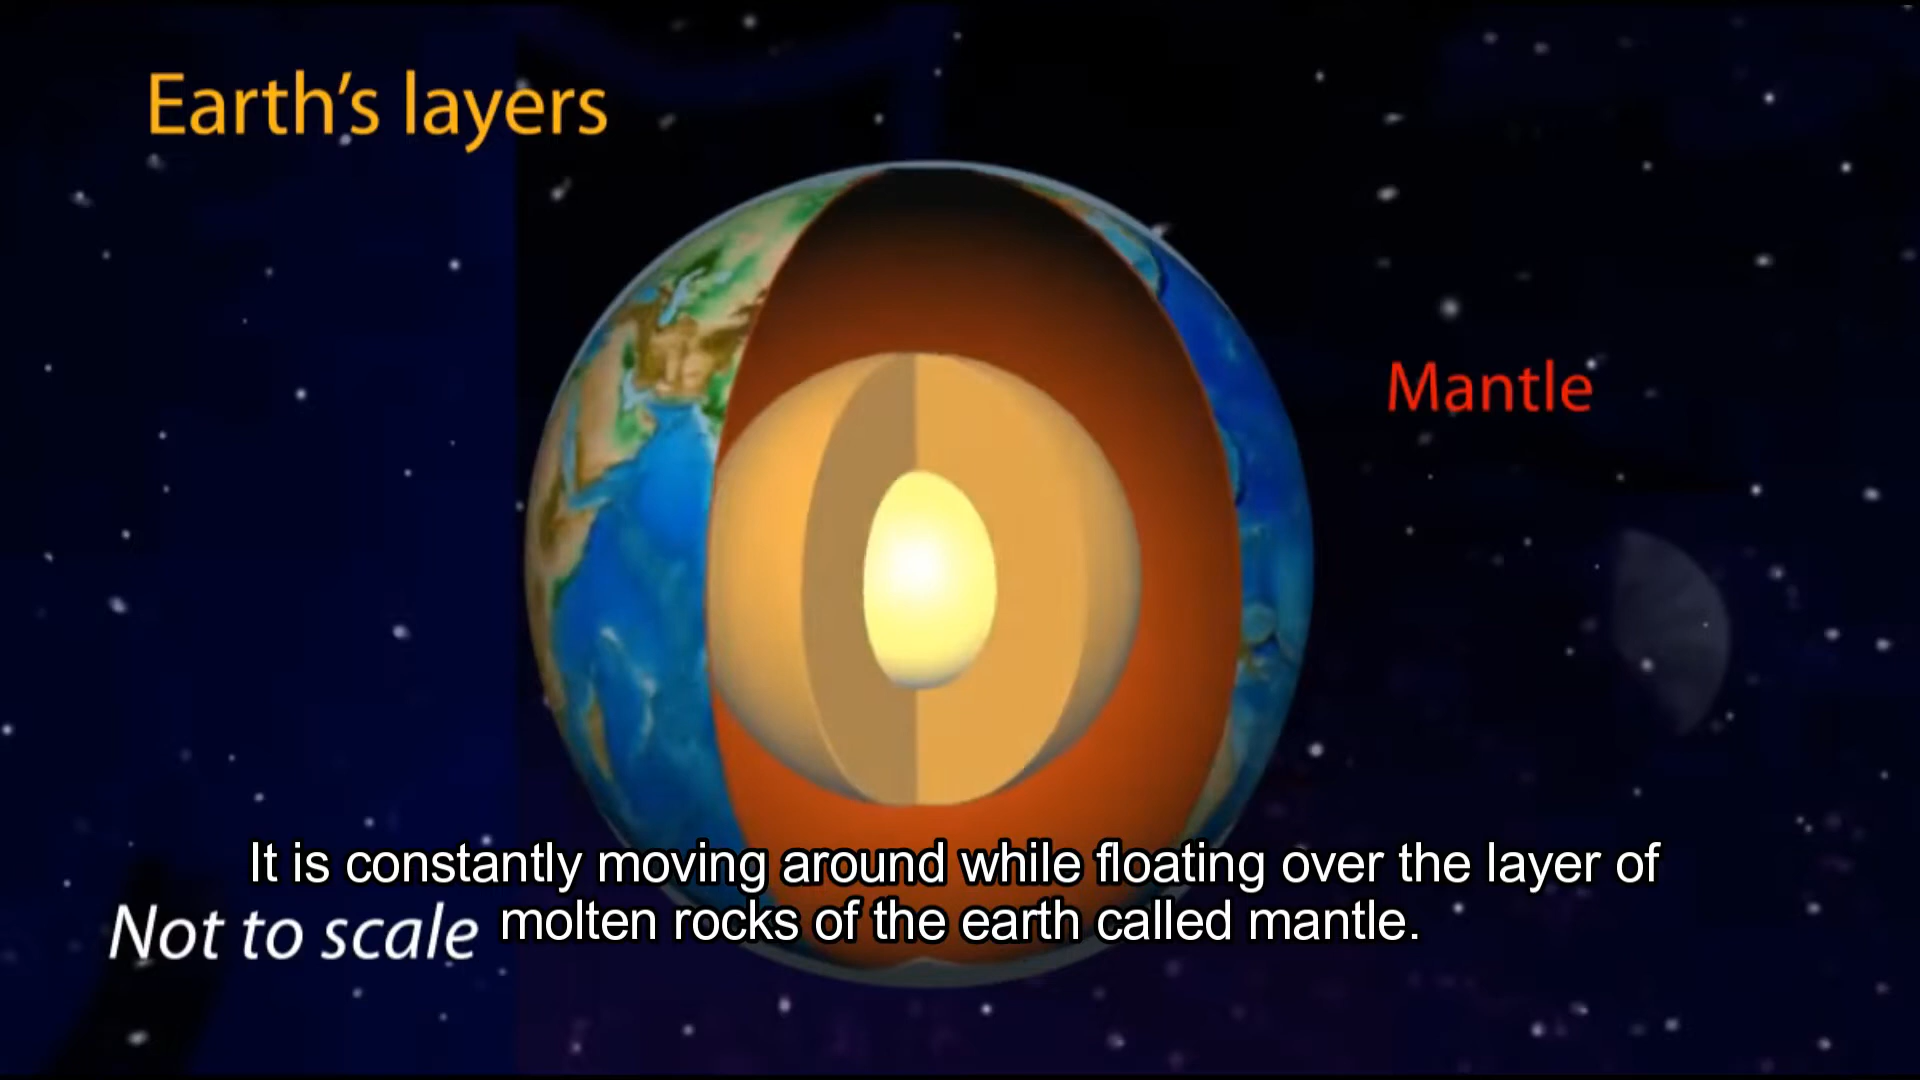 Earth's layers
Mantle
It is constantly moving around while floating over the layer of
molten rocks of the earth called mantle.
Not to scale